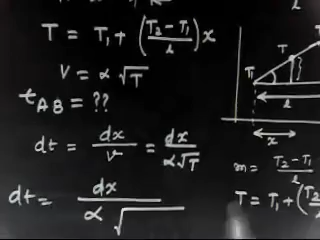 T = T₁ + (T₂ - T₁ / l) x
v = α √T
t_AB = ??
dt = dx / v = dx / α√T
dt = dx / α √
T
T₁
l
x
m = T₂ - T₁ / l
T = T₁ + (T₂ / l